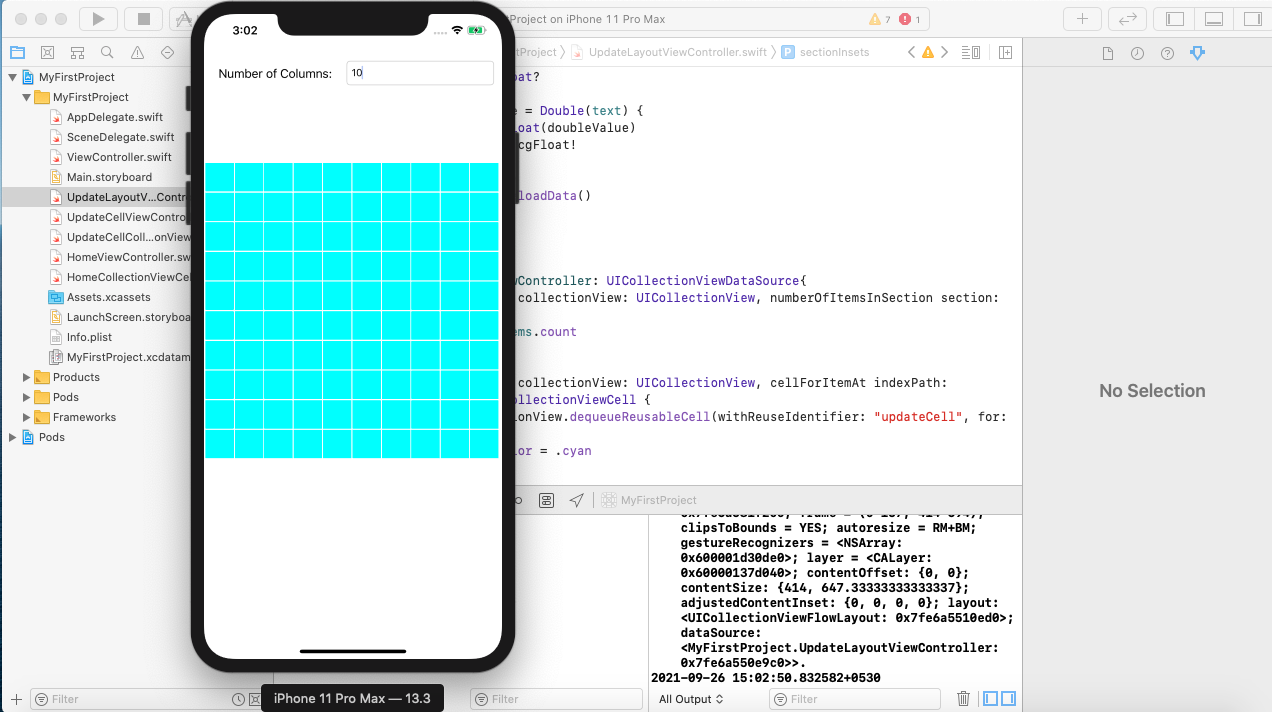 Project on iPhone 11 Pro Max
7
1
3:02
Number of Columns:
10
Project
UpdateLayoutViewController.swift
P
sectionInsets
MyFirstProject
MyFirstProject
AppDelegate.swift
SceneDelegate.swift
ViewController.swift
Main.storyboard
UpdateLayoutV...Contr
UpdateCellViewContro
UpdateCellColl...onView
HomeViewController.sw
HomeCollectionViewCel
Assets.xcassets
LaunchScreen.storyboa
Info.plist
MyFirstProject.xcdatam
Products
Pods
Frameworks
Pods
oat?
e = Double(text) {
oat(doubleValue)
cgFloat!
loadData()
wController: UICollectionViewDataSource{
collectionView: UICollectionView, numberOfItemsInSection section:
ems.count
collectionView: UICollectionView, cellForItemAt indexPath:
ollectionViewCell {
ionView.dequeueReusableCell(withReuseIdentifier: "updateCell", for:
lor = .cyan
No Selection
MyFirstProject
clipsToBounds = YES; autoresize = RM+BM;
gestureRecognizers = <NSArray:
0x600001d30de0>; layer = <CALayer:
0x60000137d040>; contentOffset: {0, 0};
contentSize: {414, 647.33333333333337};
adjustedContentInset: {0, 0, 0, 0}; layout:
<UICollectionViewFlowLayout: 0x7fe6a5510ed0>;
dataSource:
<MyFirstProject.UpdateLayoutViewController:
0x7fe6a550e9c0>>.
2021-09-26 15:02:50.832582+0530
Filter
iPhone 11 Pro Max — 13.3
Filter
All Output
Filter